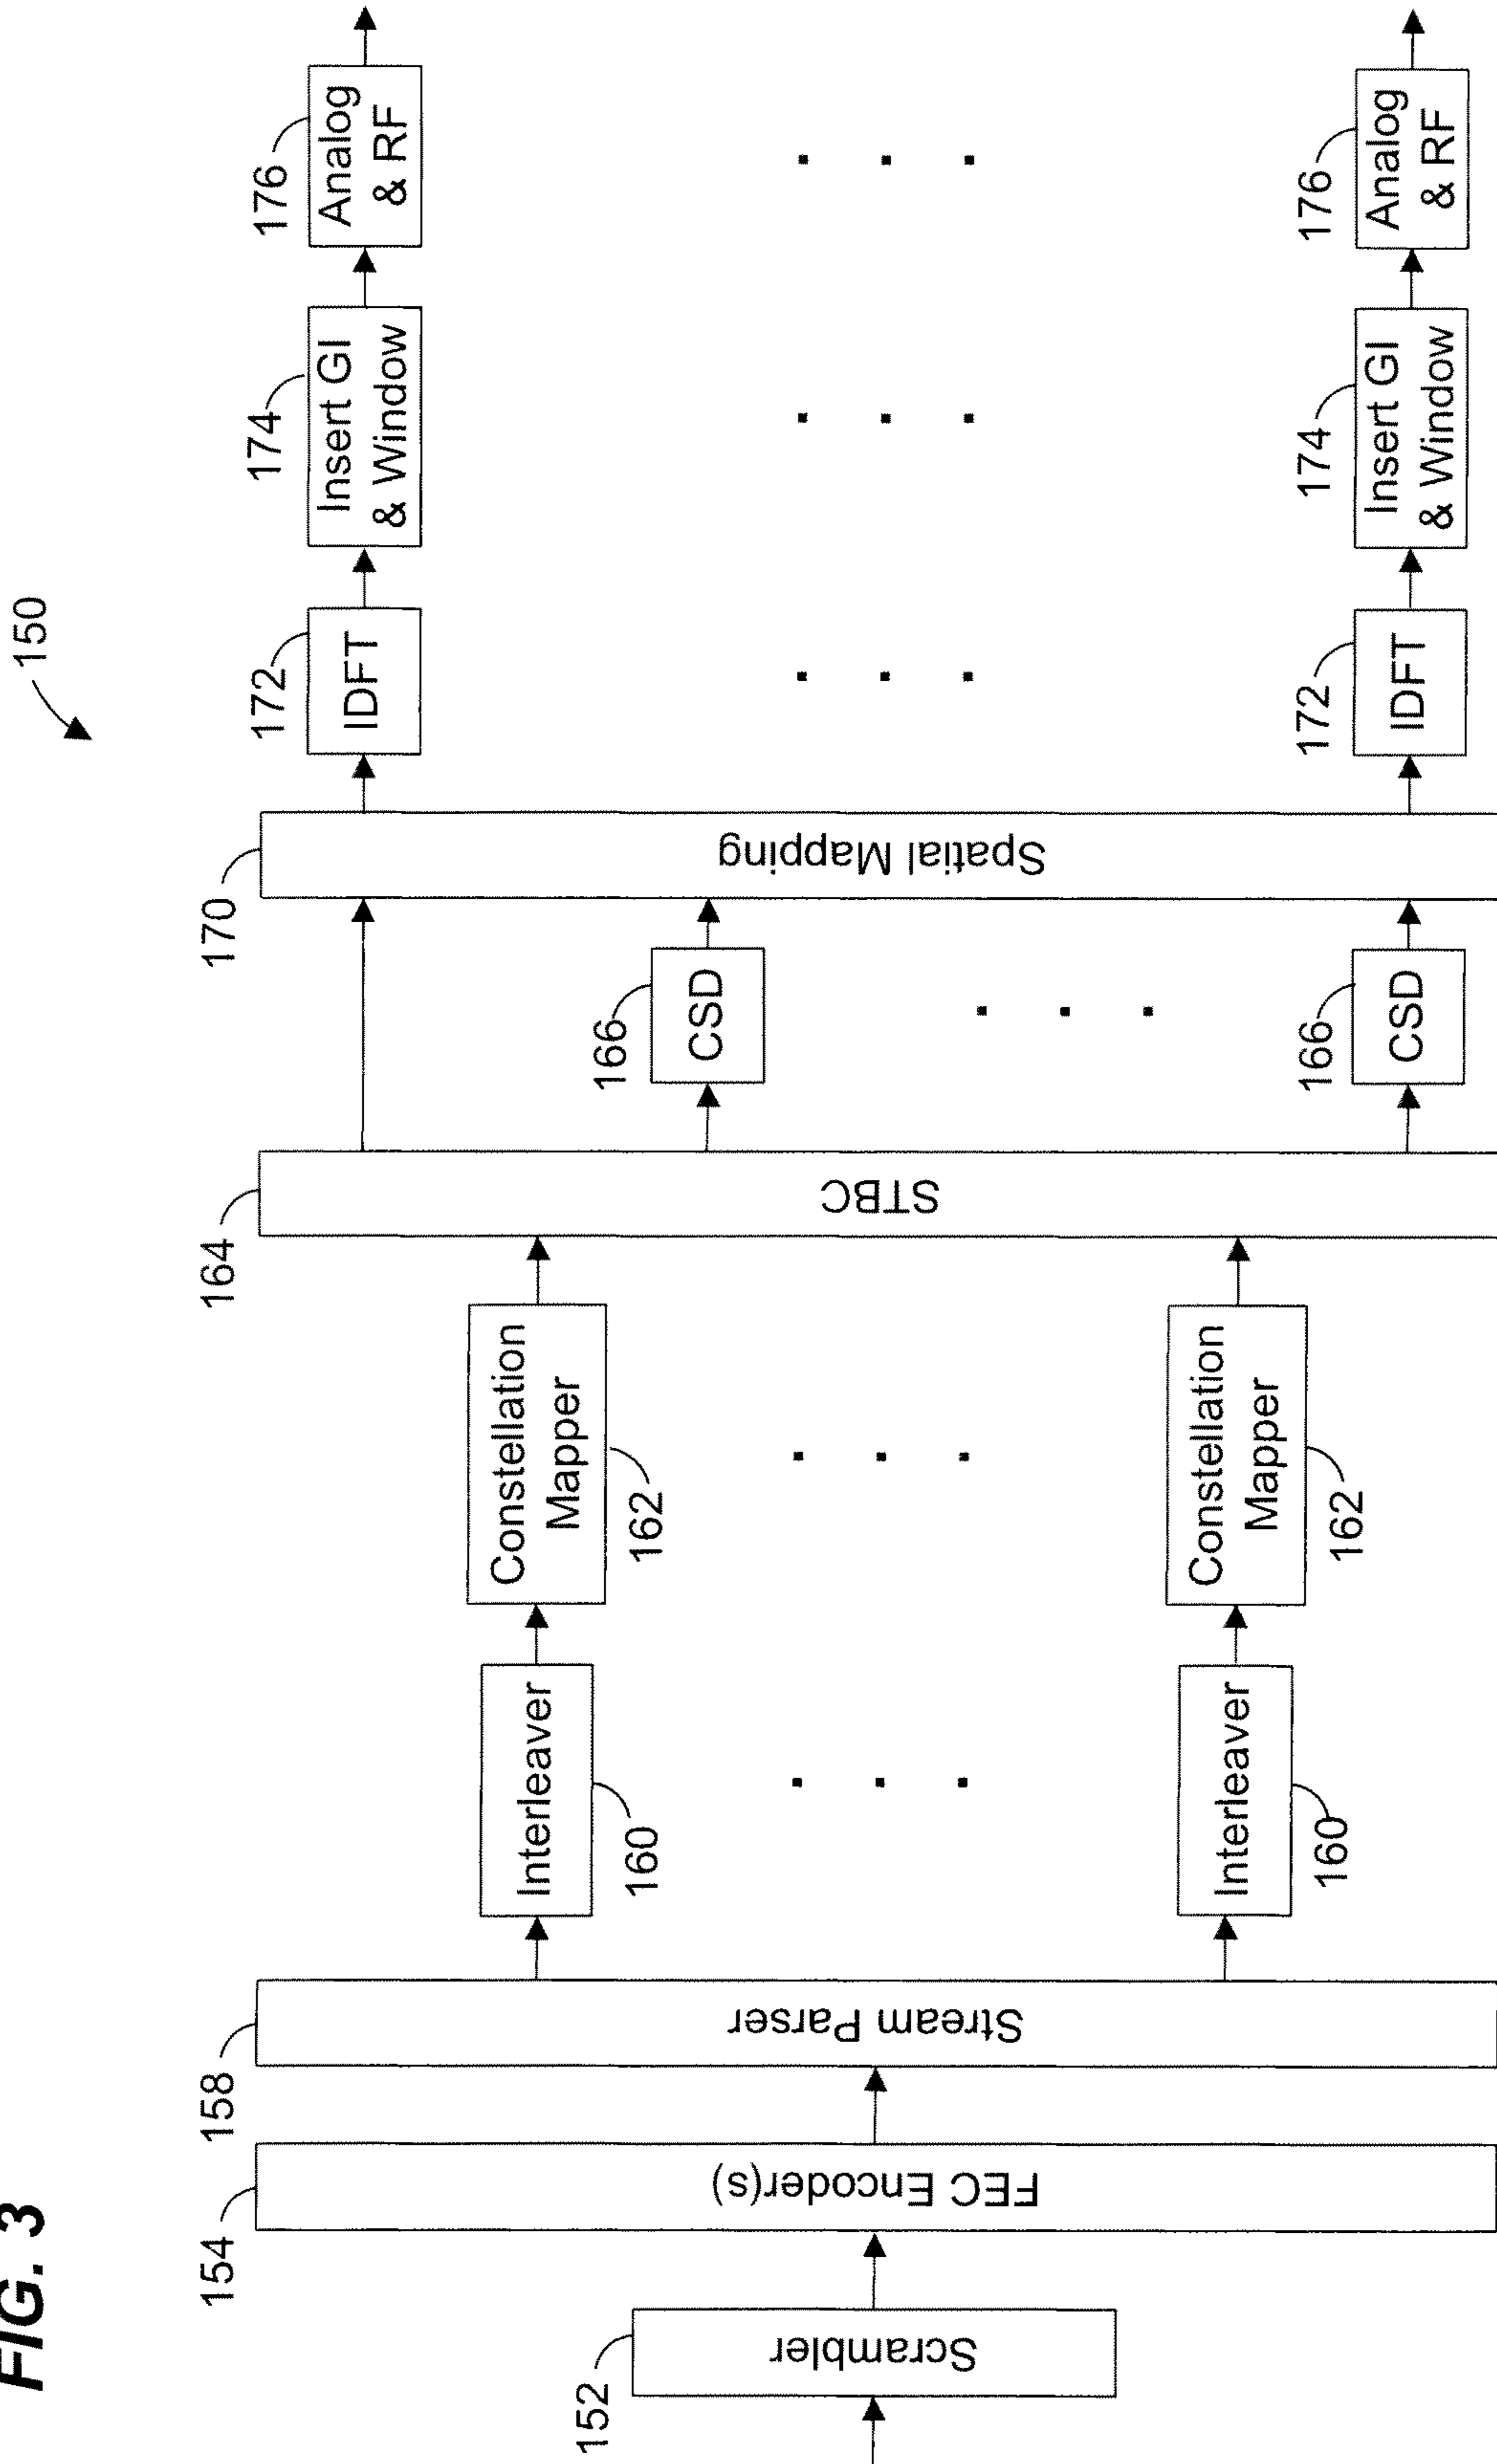 FIG. 3
150
152
Scrambler
154
FEC Encoder(s)
158
Stream Parser
Interleaver
160
Constellation
Mapper
162
Interleaver
160
Constellation
Mapper
162
164
STBC
166
CSD
166
CSD
170
Spatial Mapping
172
IDFT
174
Insert GI
& Window
176
Analog
& RF
172
IDFT
174
Insert GI
& Window
176
Analog
& RF